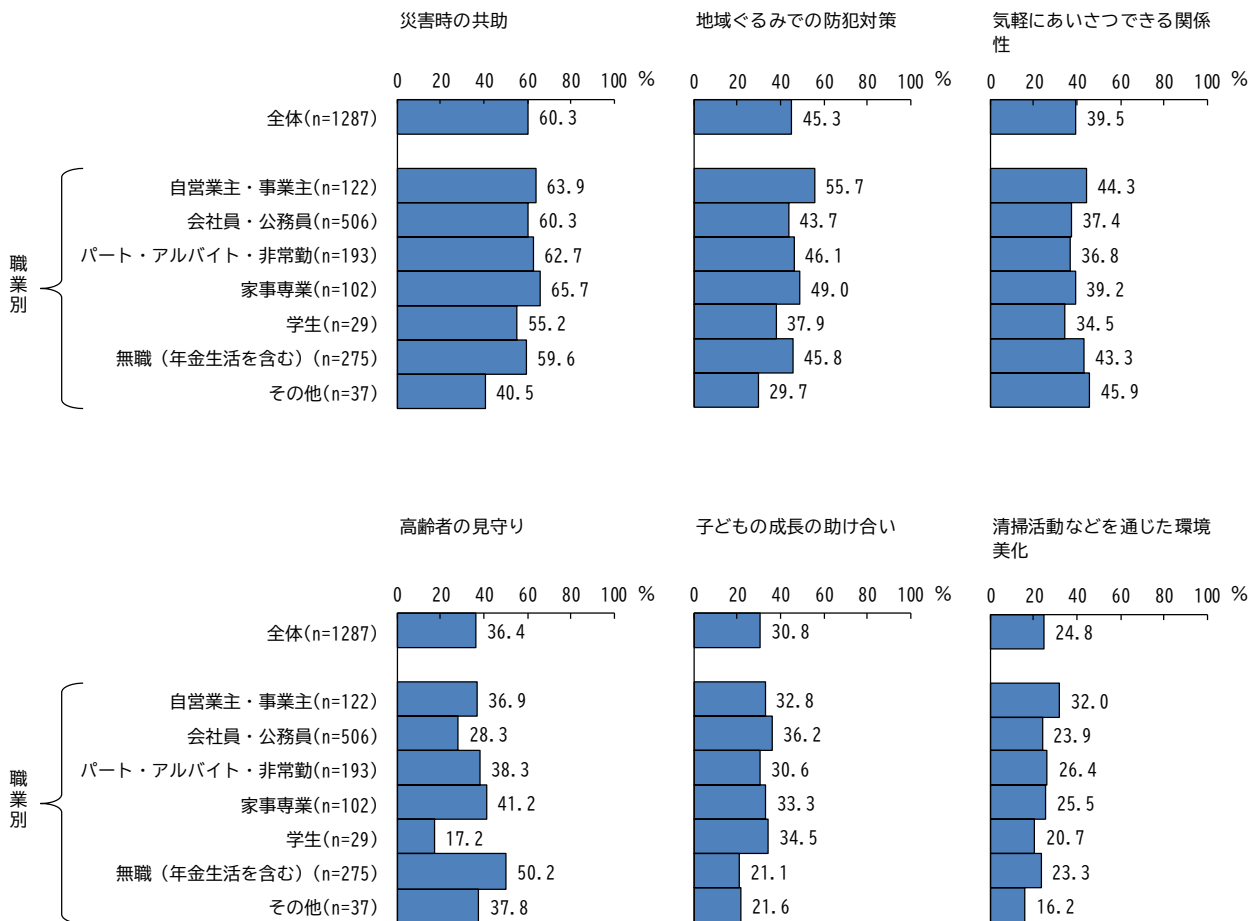 災害時の共助
地域ぐるみでの防犯対策
気軽にあいさつできる関係
性
0 20 40 60 80 100 %
0 20 40 60 80 100 %
0 20 40 60 80 100 %
全体(n=1287) 60.3 45.3 39.5
職業別
自営業主・事業主(n=122) 63.9 55.7 44.3
会社員・公務員(n=506) 60.3 43.7 37.4
パート・アルバイト・非常勤(n=193) 62.7 46.1 36.8
家事専業(n=102) 65.7 49.0 39.2
学生(n=29) 55.2 37.9 34.5
無職（年金生活を含む）(n=275) 59.6 45.8 43.3
その他(n=37) 40.5 29.7 45.9
高齢者の見守り
子どもの成長の助け合い
清掃活動などを通じた環境
美化
0 20 40 60 80 100 %
0 20 40 60 80 100 %
0 20 40 60 80 100 %
全体(n=1287) 36.4 30.8 24.8
職業別
自営業主・事業主(n=122) 36.9 32.8 32.0
会社員・公務員(n=506) 28.3 36.2 23.9
パート・アルバイト・非常勤(n=193) 38.3 30.6 26.4
家事専業(n=102) 41.2 33.3 25.5
学生(n=29) 17.2 34.5 20.7
無職（年金生活を含む）(n=275) 50.2 21.1 23.3
その他(n=37) 37.8 21.6 16.2